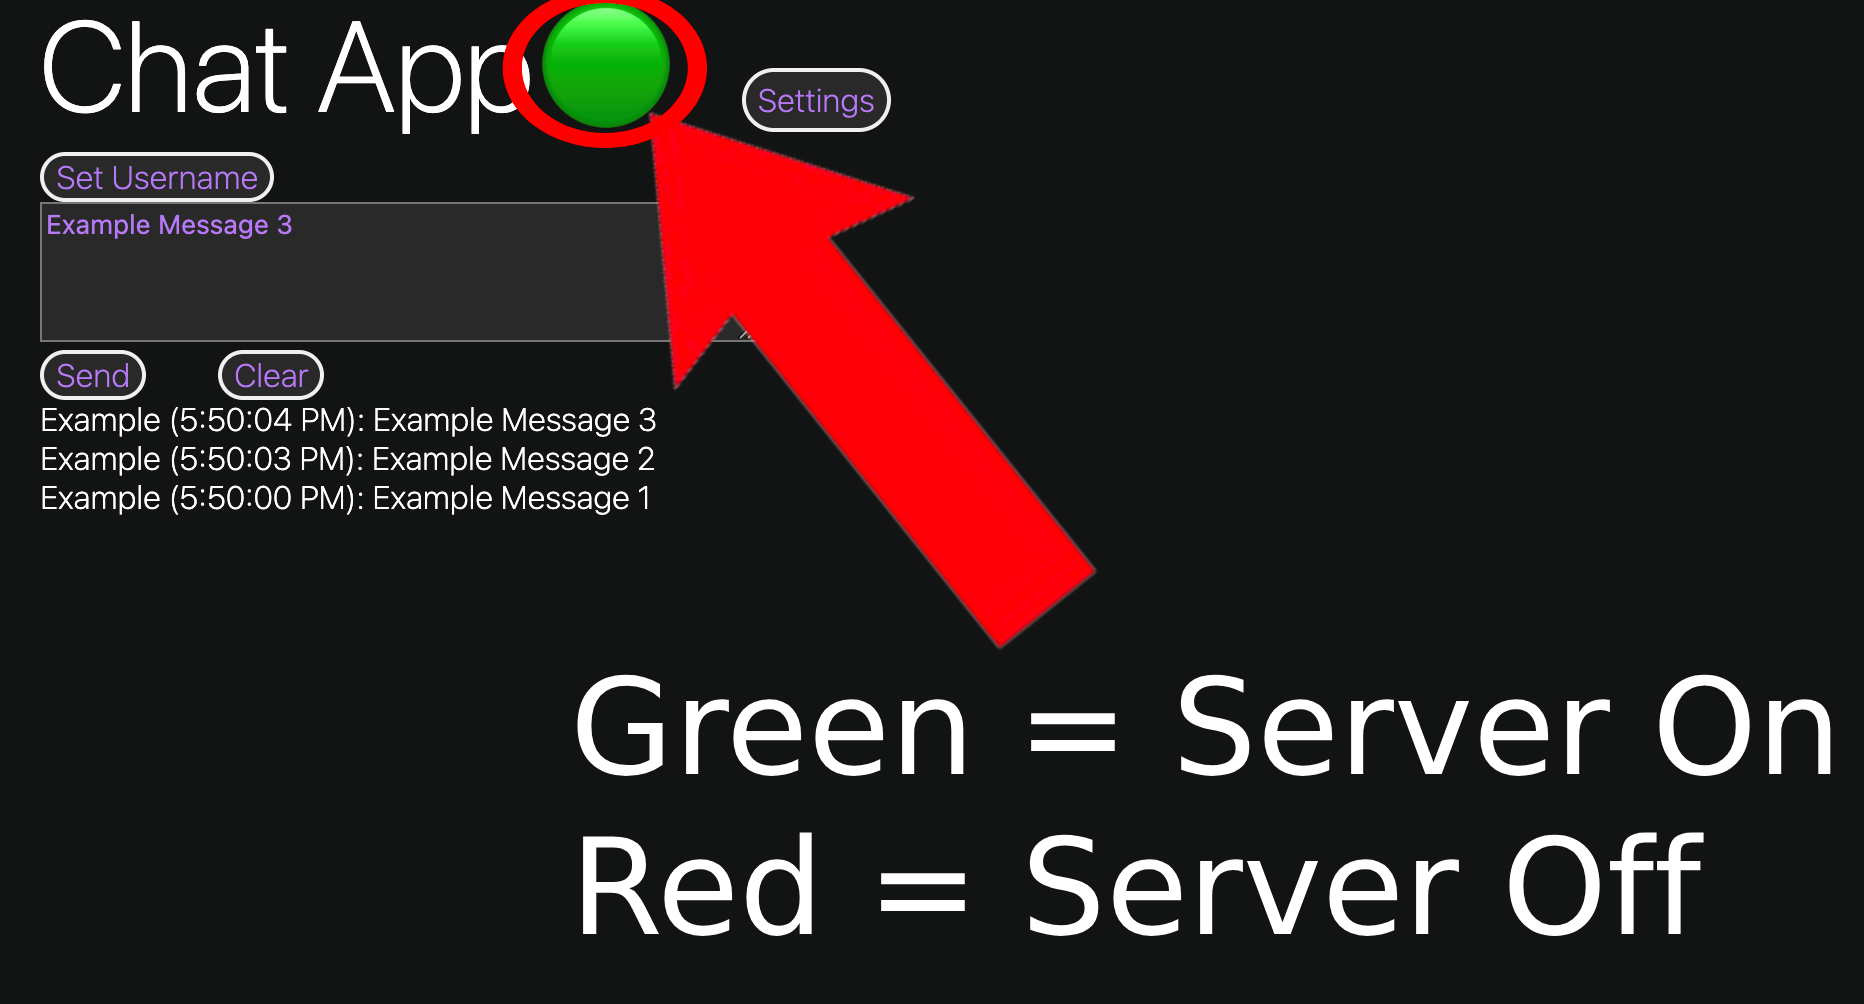 Chat App
Settings
Set Username
Example Message 3
Send Clear
Example (5:50:04 PM): Example Message 3
Example (5:50:03 PM): Example Message 2
Example (5:50:00 PM): Example Message 1
Green = Server On
Red = Server Off